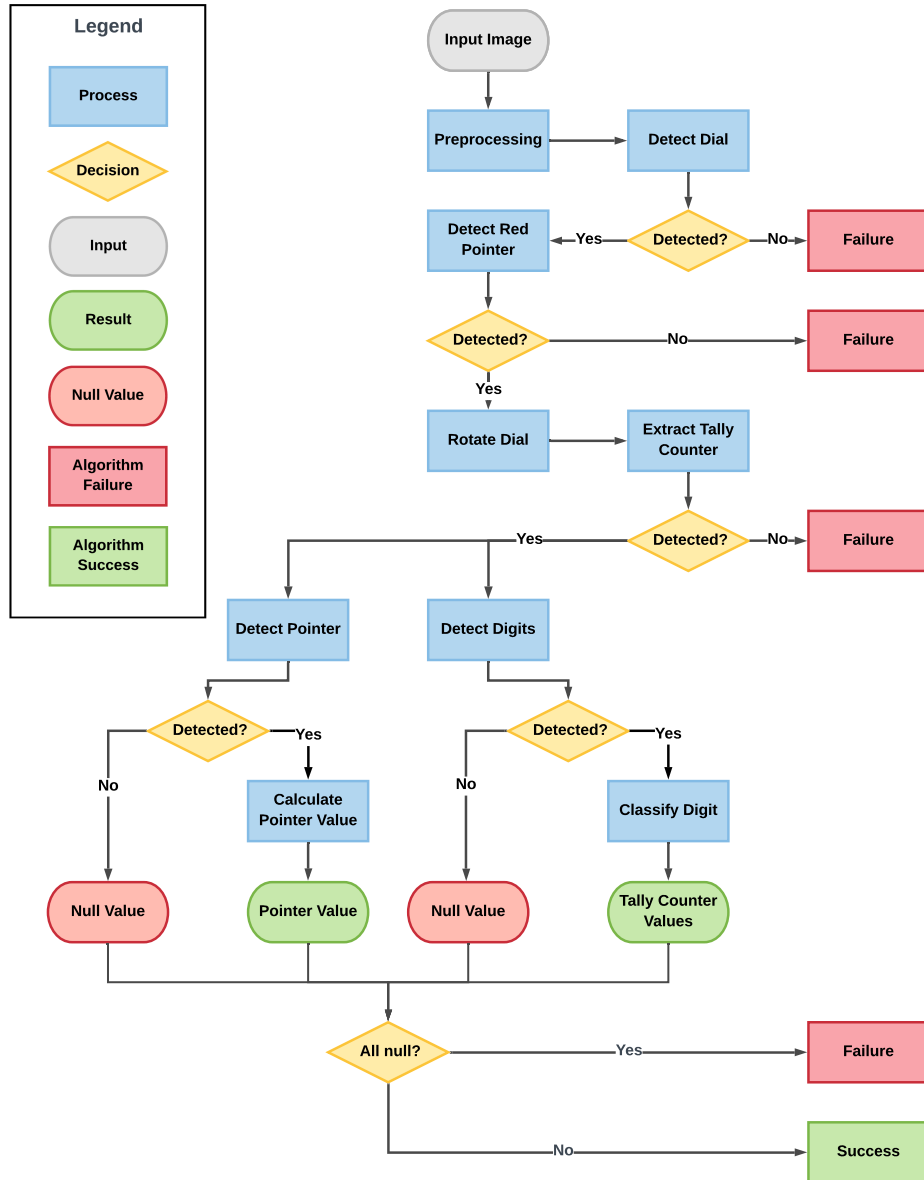 Legend
Process
Decision
Input
Result
Null Value
Algorithm
Failure
Algorithm
Success
Input Image
Preprocessing
Detect Dial
Detect Red
Pointer
Yes
Detected?
No
Failure
Detected?
No
Failure
Yes
Rotate Dial
Extract Tally
Counter
Yes
Detected?
No
Failure
Detect Pointer
Detect Digits
Detected?
Yes
Detected?
Yes
No
No
Calculate
Pointer Value
Classify Digit
Null Value
Pointer Value
Null Value
Tally Counter
Values
All null?
Yes
Failure
No
Success